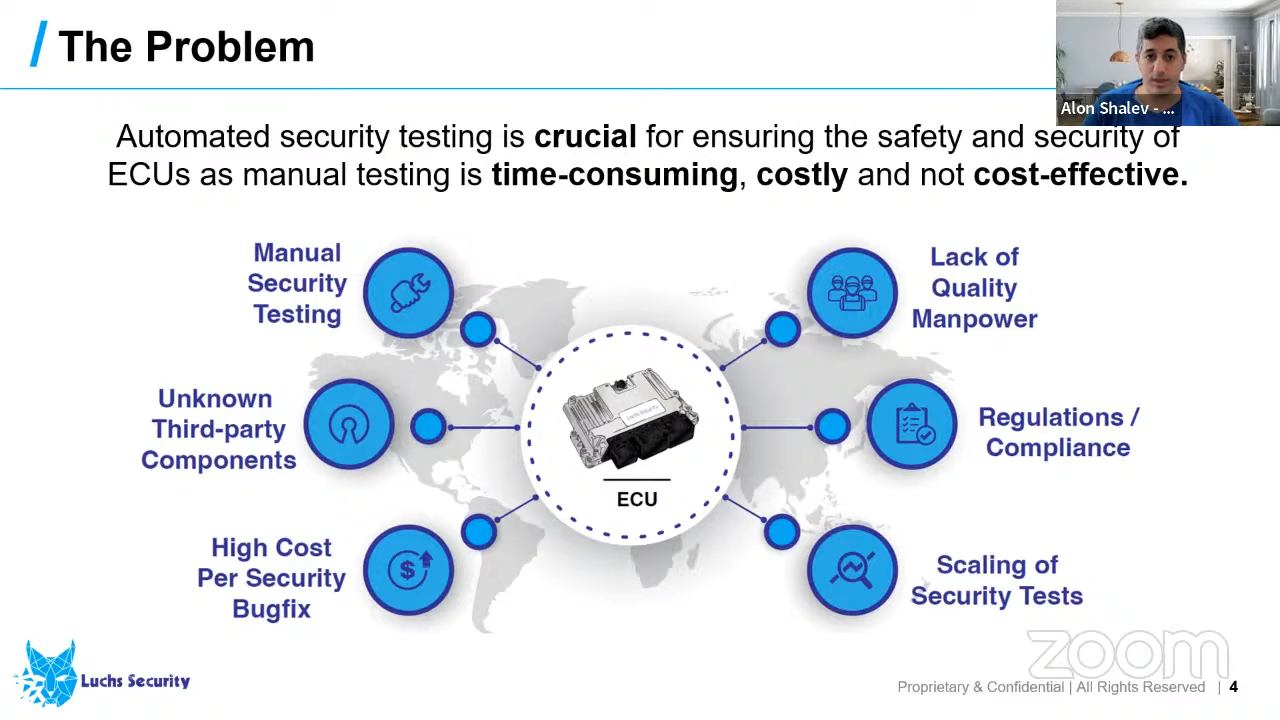 The Problem
Alon Shalev - ...
Automated security testing is crucial for ensuring the safety and security of
ECUs as manual testing is time-consuming, costly and not cost-effective.
Manual
Security
Testing
Lack of
Quality
Manpower
Unknown
Third-party
Components
Regulations /
Compliance
ECU
High Cost
Per Security
Bugfix
$
Scaling of
Security Tests
zoom
Luchs Security
Proprietary & Confidential | All Rights Reserved | 4